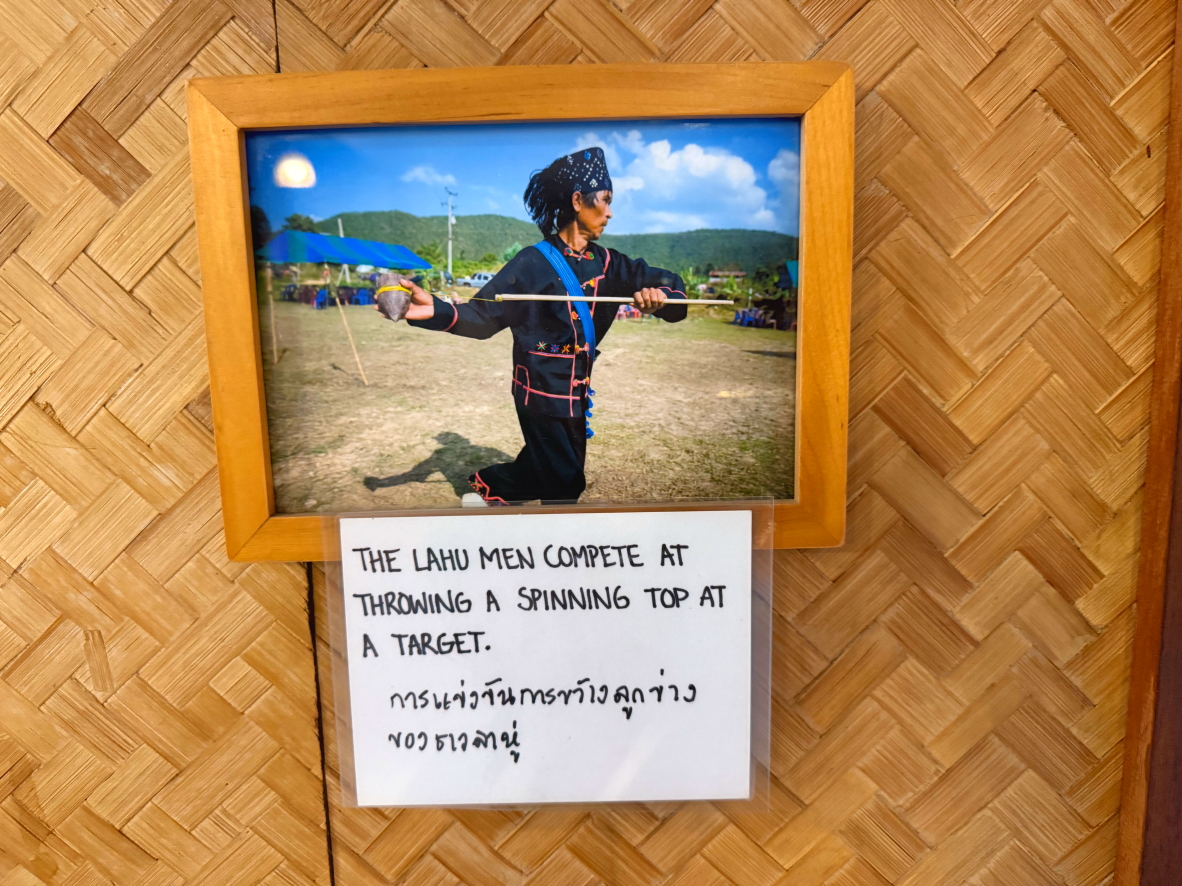 THE LAHU MEN COMPETE AT
THROWING A SPINNING TOP AT
A TARGET.
การแข่งขันการขว้างลูกข่าง
ของชาวลาหู่